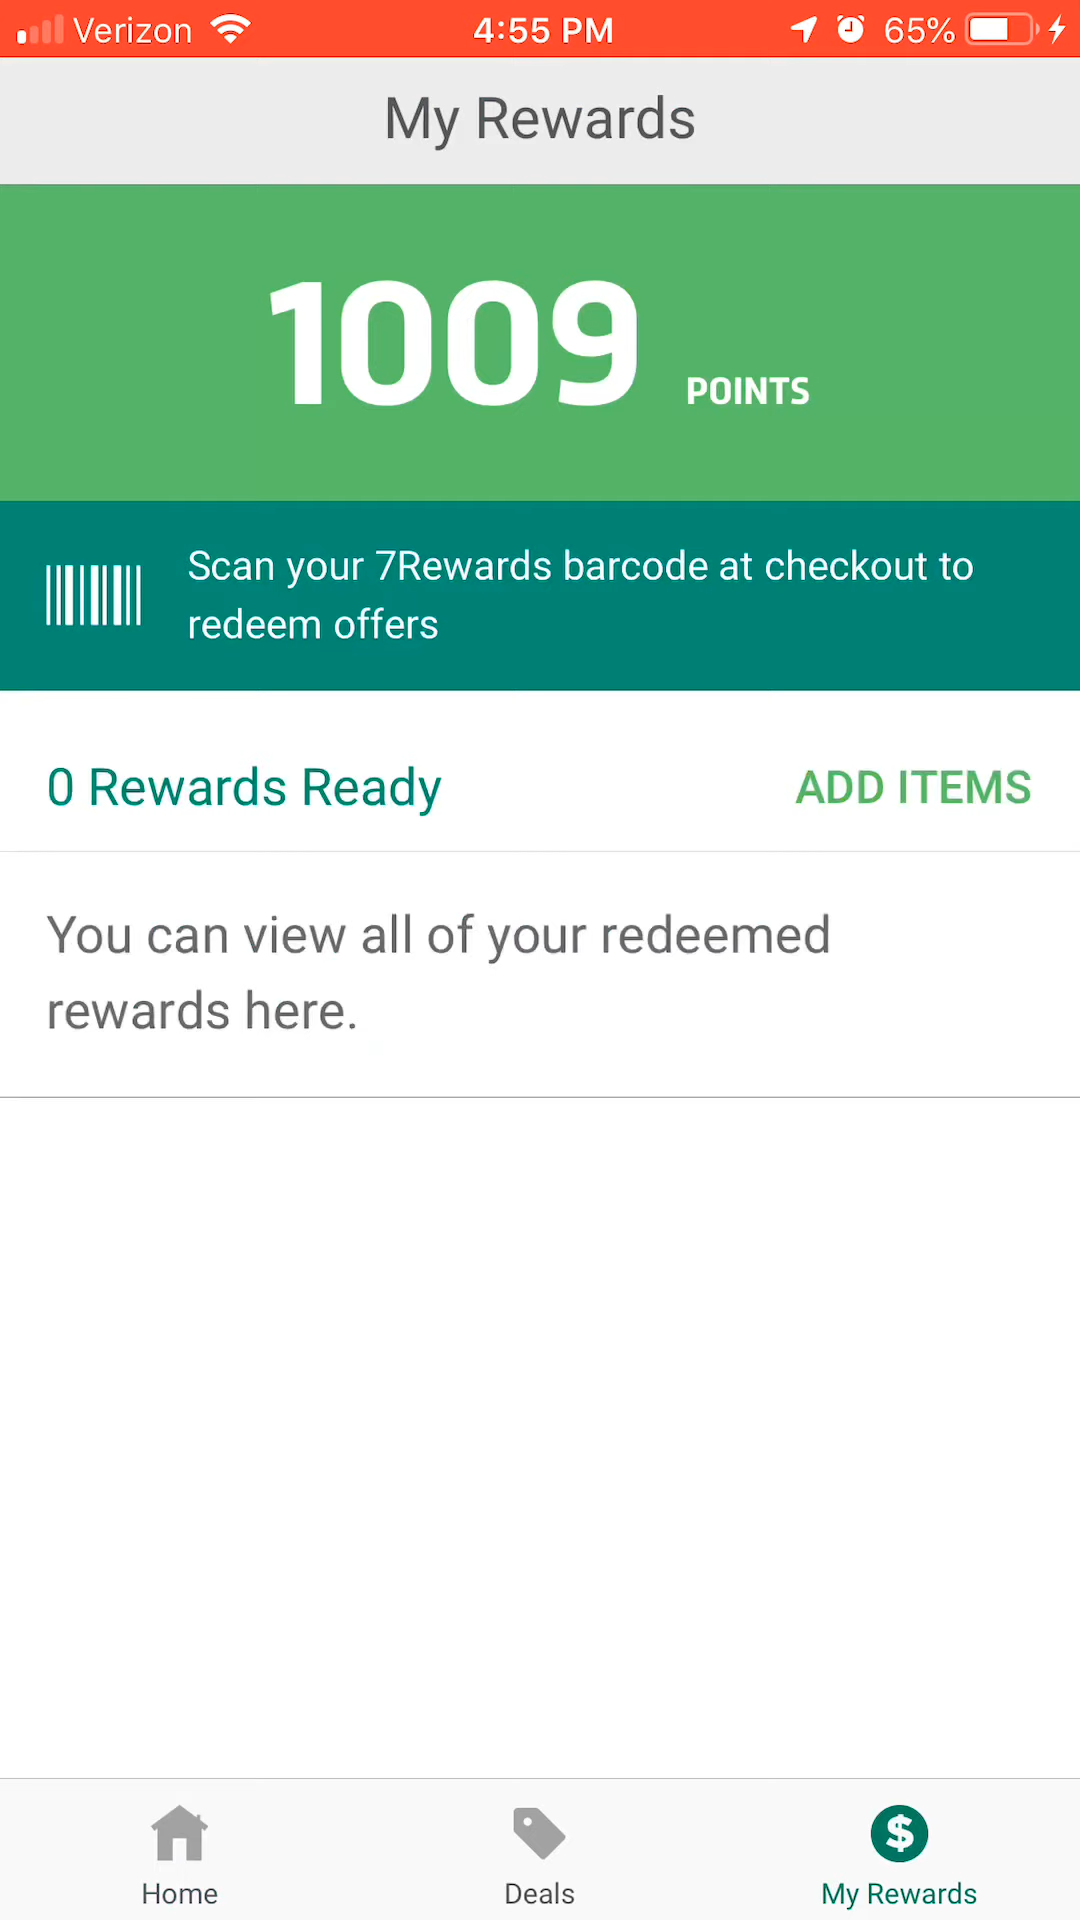 Verizon 4:55 PM 65%
My Rewards
1009 POINTS
Scan your 7Rewards barcode at checkout to
redeem offers
0 Rewards Ready ADD ITEMS
You can view all of your redeemed
rewards here.
$
Home Deals My Rewards